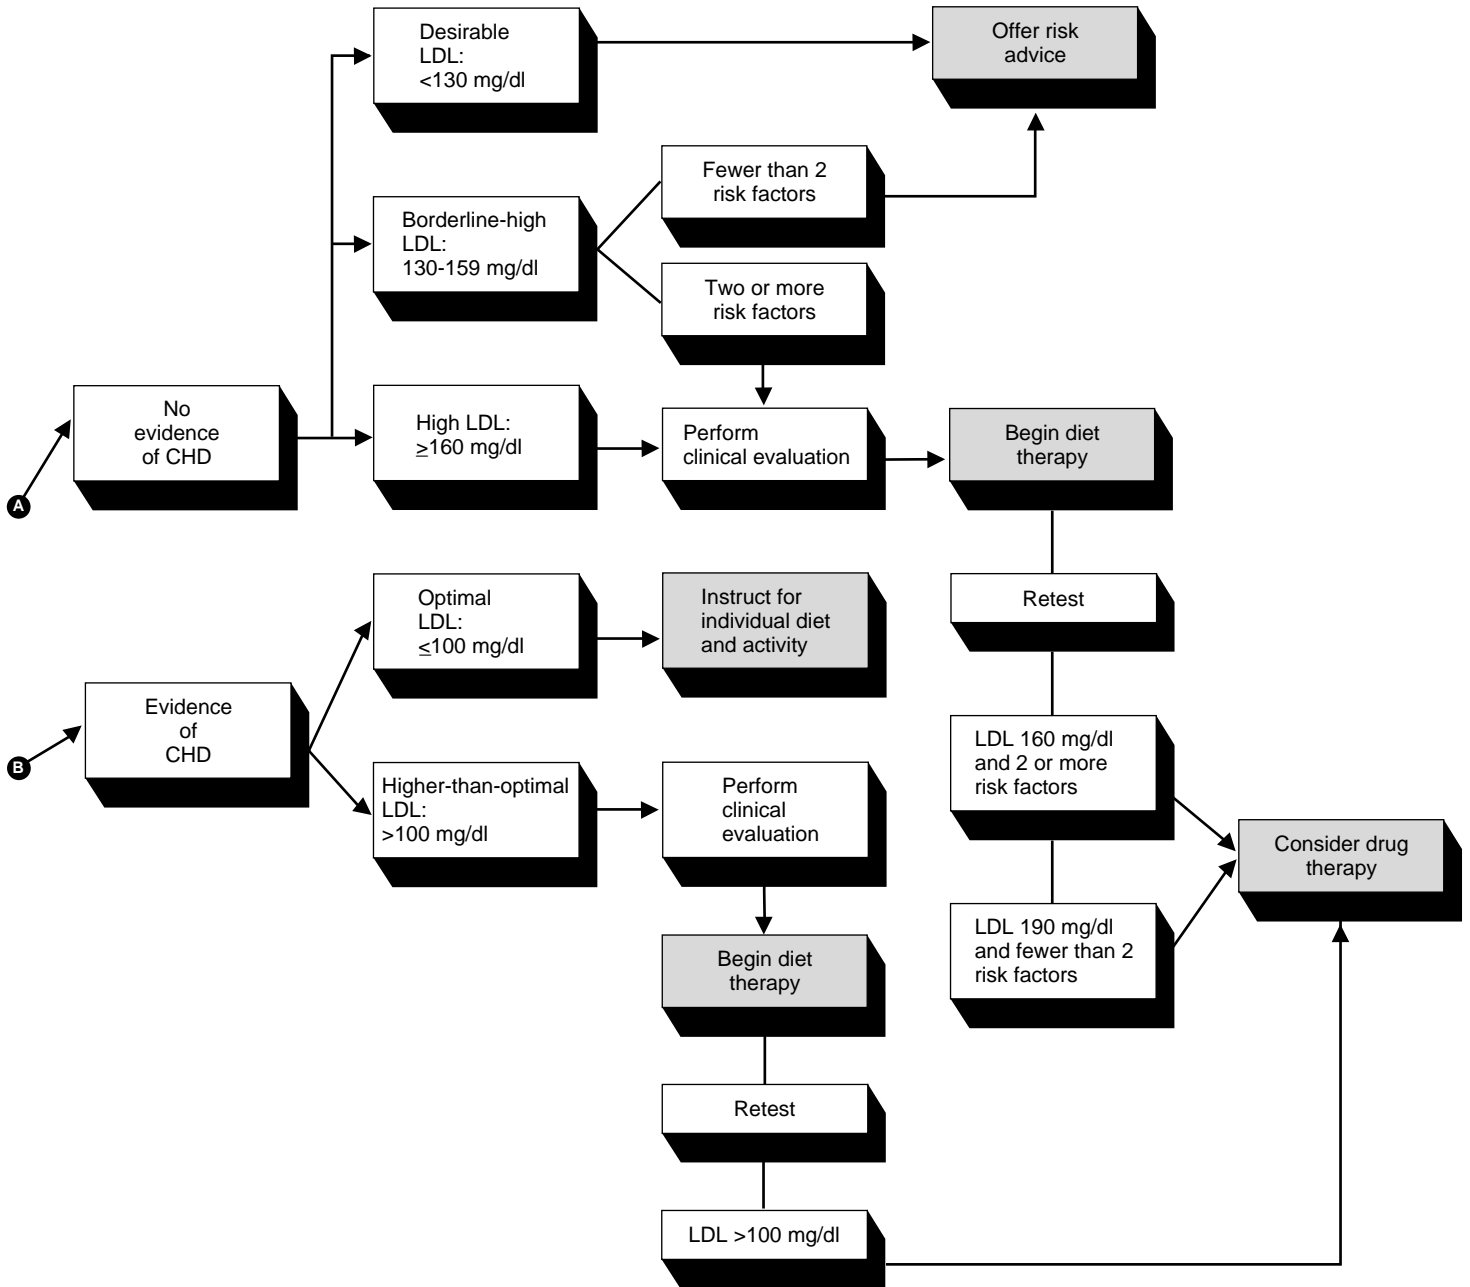 Desirable
LDL:
<130 mg/dl
Offer risk
advice
Fewer than 2
risk factors
Borderline-high
LDL:
130-159 mg/dl
Two or more
risk factors
No
evidence
of CHD
High LDL:
≥160 mg/dl
Perform
clinical evaluation
Begin diet
therapy
A
Retest
Optimal
LDL:
≤100 mg/dl
Instruct for
individual diet
and activity
Evidence
of
CHD
B
LDL 160 mg/dl
and 2 or more
risk factors
Higher-than-optimal
LDL:
>100 mg/dl
Perform
clinical
evaluation
Consider drug
therapy
LDL 190 mg/dl
and fewer than 2
risk factors
Begin diet
therapy
Retest
LDL >100 mg/dl